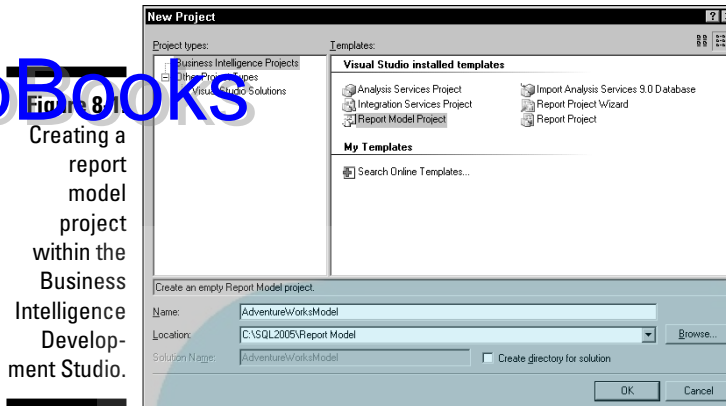 New Project
Project types:
Business Intelligence Projects
Other Project Types
Visual Studio Solutions
Templates:
Visual Studio installed templates
Analysis Services Project
Integration Services Project
Report Model Project
Import Analysis Services 9.0 Database
Report Project Wizard
Report Project
My Templates
Search Online Templates...
Create an empty Report Model project.
Name:
AdventureWorksModel
Location:
C:\SQL2005\Report Model
Browse...
Solution Name:
AdventureWorksModel
Create directory for solution
OK
Cancel
Books
Figure 8-1:
Creating a
report
model
project
within the
Business
Intelligence
Develop-
ment Studio.